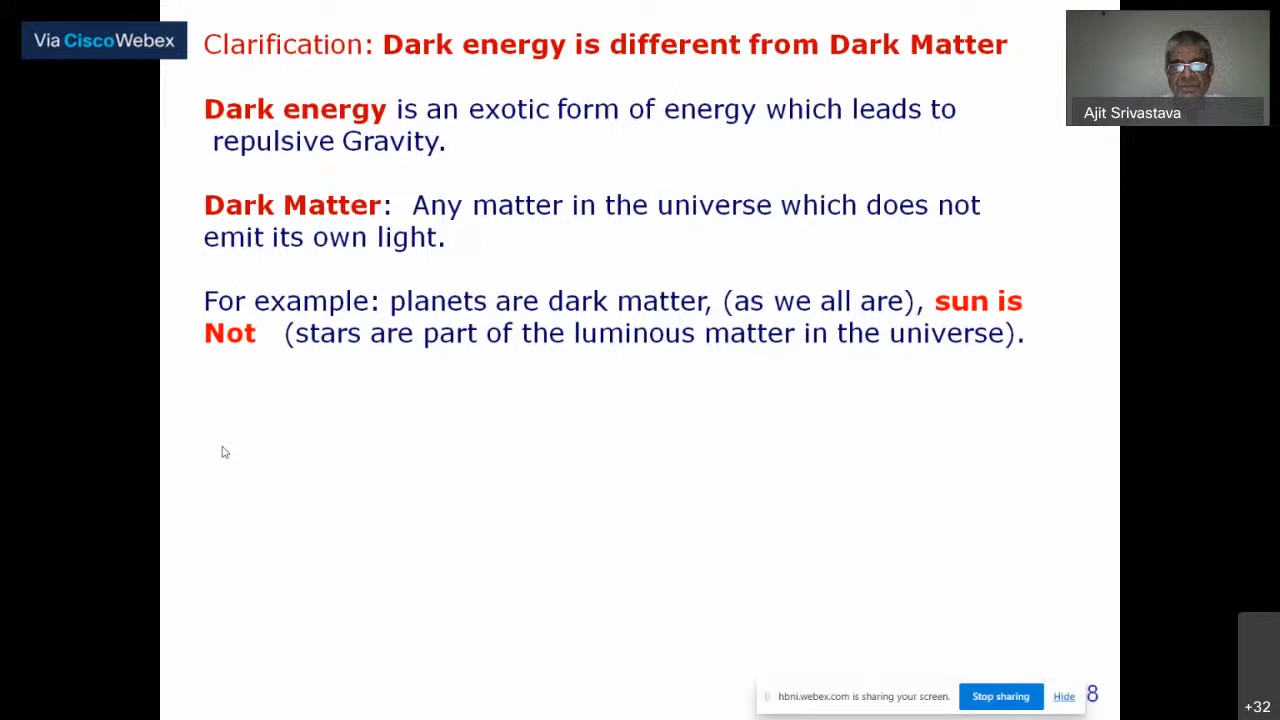 Via Cisco Webex
Clarification: Dark energy is different from Dark Matter
Ajit Srivastava
Dark energy is an exotic form of energy which leads to
repulsive Gravity.
Dark Matter: Any matter in the universe which does not
emit its own light.
For example: planets are dark matter, (as we all are), sun is
Not (stars are part of the luminous matter in the universe).
hbni.webex.com is sharing your screen. Stop sharing Hide
8
+32